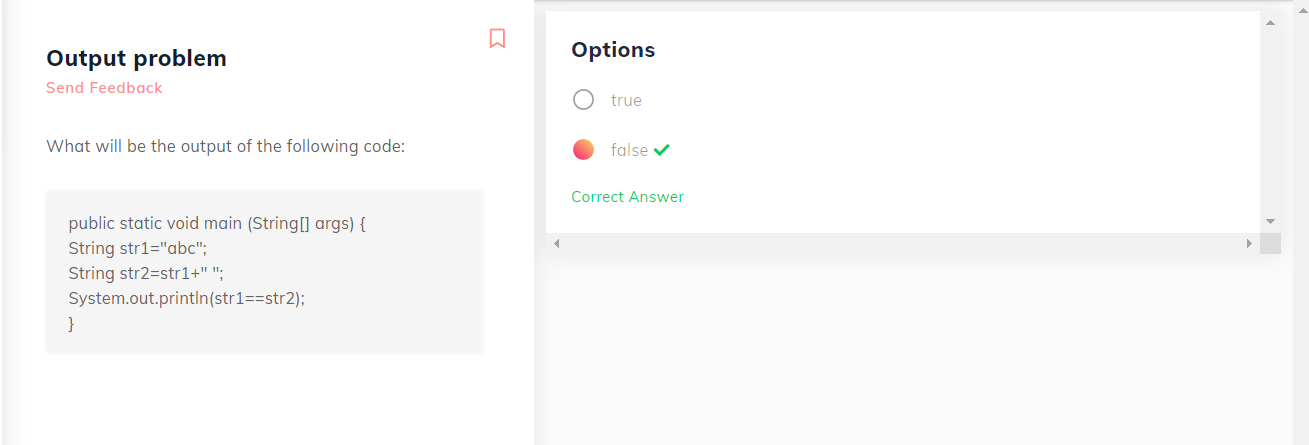 Output problem
Send Feedback
What will be the output of the following code:
public static void main (String[] args) {
String str1="abc";
String str2=str1+" ";
System.out.println(str1==str2);
}
Options
true
false
Correct Answer